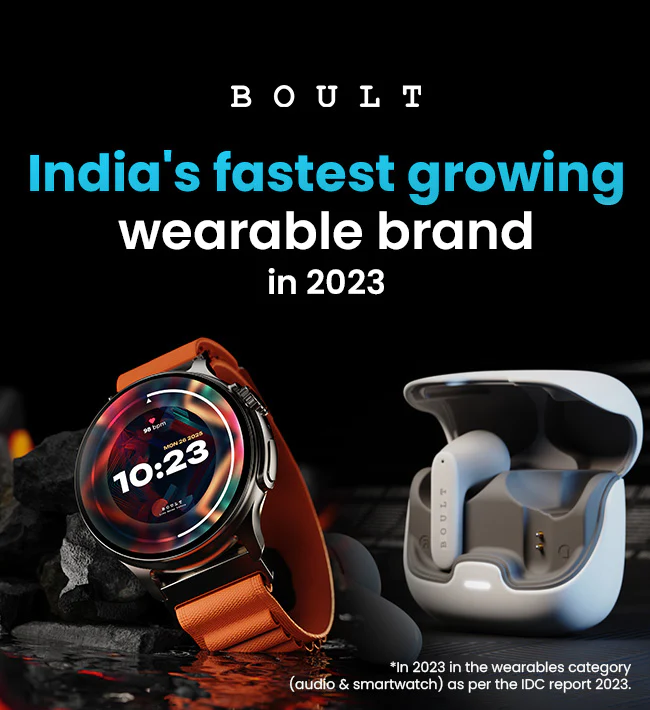 BOULT
India's fastest growing
wearable brand
in 2023
98 bpm
MON 26 2025
10:23
BOULT
BOULT
*In 2023 in the wearables category
(audio & smartwatch) as per the IDC report 2023.